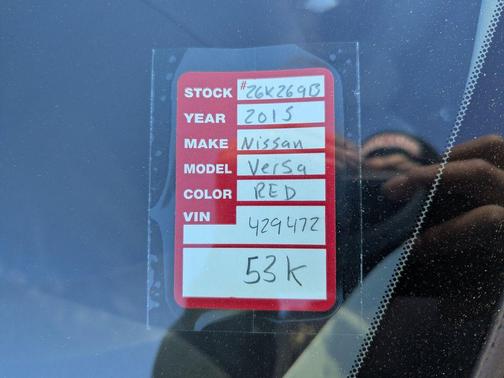 STOCK #26K269B
YEAR 2015
MAKE Nissan
MODEL Versa
COLOR RED
VIN 429472
53K